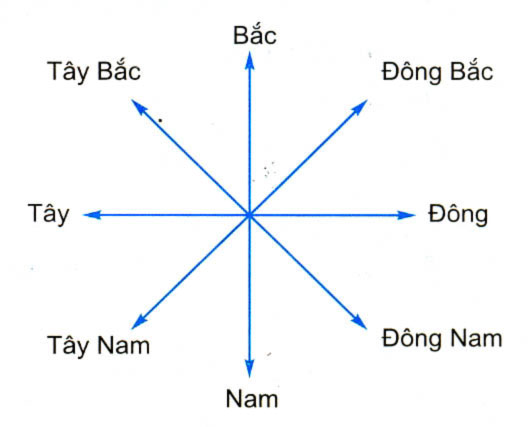 Bắc
Tây Bắc
Đông Bắc
Tây
Đông
Tây Nam
Đông Nam
Nam